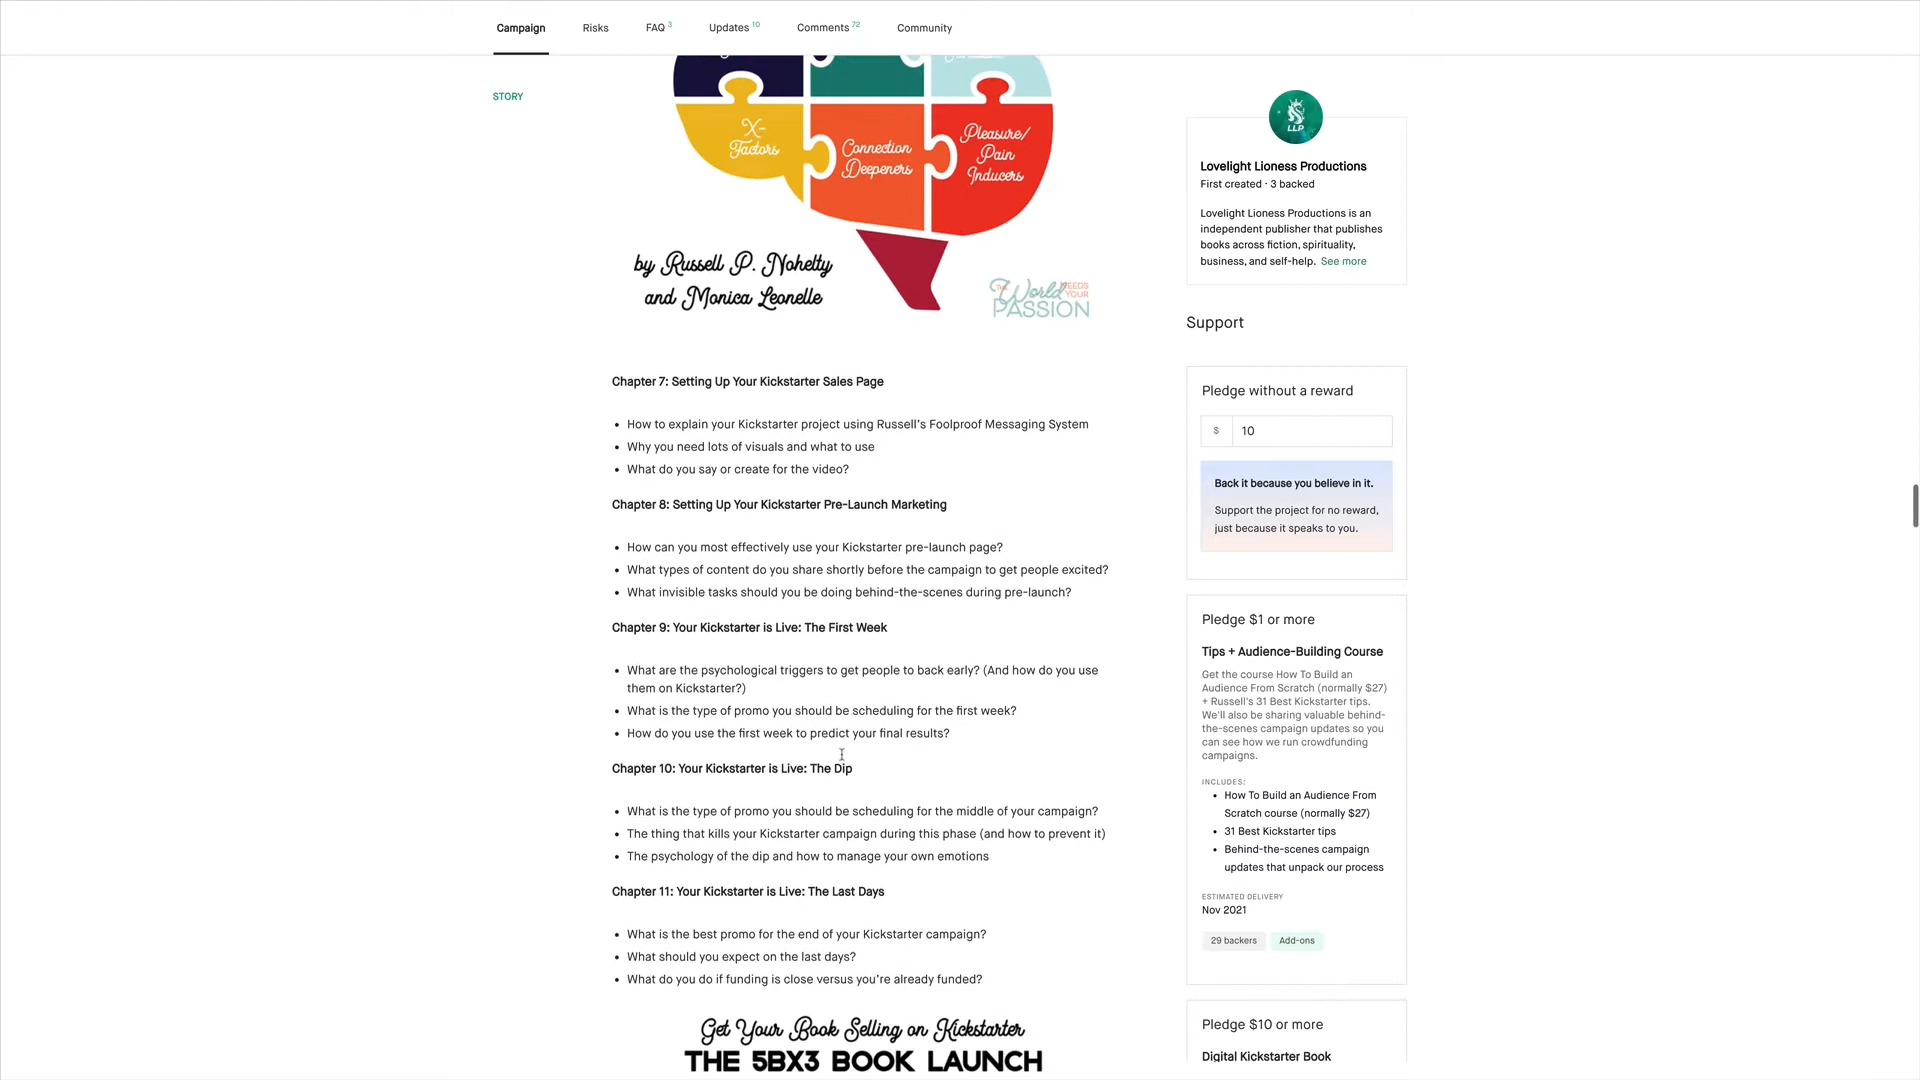 Campaign
Risks
FAQ 3
Updates 10
Comments 72
Community
STORY
X-
Factors
Connection
Deepeners
Pleasure/
Pain
Inducers
by Russell P. Nohelty
and Monica Leonelle
THE World NEEDS
YOUR
PASSION
Chapter 7: Setting Up Your Kickstarter Sales Page
How to explain your Kickstarter project using Russell's Foolproof Messaging System
Why you need lots of visuals and what to use
What do you say or create for the video?
Chapter 8: Setting Up Your Kickstarter Pre-Launch Marketing
How can you most effectively use your Kickstarter pre-launch page?
What types of content do you share shortly before the campaign to get people excited?
What invisible tasks should you be doing behind-the-scenes during pre-launch?
Chapter 9: Your Kickstarter is Live: The First Week
What are the psychological triggers to get people to back early? (And how do you use
them on Kickstarter?)
What is the type of promo you should be scheduling for the first week?
How do you use the first week to predict your final results?
Chapter 10: Your Kickstarter is Live: The Dip
What is the type of promo you should be scheduling for the middle of your campaign?
The thing that kills your Kickstarter campaign during this phase (and how to prevent it)
The psychology of the dip and how to manage your own emotions
Chapter 11: Your Kickstarter is Live: The Last Days
What is the best promo for the end of your Kickstarter campaign?
What should you expect on the last days?
What do you do if funding is close versus you're already funded?
Get Your Book Selling on Kickstarter
THE 5BX3 BOOK LAUNCH
LLP
Lovelight Lioness Productions
First created · 3 backed
Lovelight Lioness Productions is an
independent publisher that publishes
books across fiction, spirituality,
business, and self-help. See more
Support
Pledge without a reward
$ 10
Back it because you believe in it.
Support the project for no reward,
just because it speaks to you.
Pledge $1 or more
Tips + Audience-Building Course
Get the course How To Build an
Audience From Scratch (normally $27)
+ Russell's 31 Best Kickstarter tips.
We'll also be sharing valuable behind-
the-scenes campaign updates so you
can see how we run crowdfunding
campaigns.
INCLUDES:
How To Build an Audience From
Scratch course (normally $27)
31 Best Kickstarter tips
Behind-the-scenes campaign
updates that unpack our process
ESTIMATED DELIVERY
Nov 2021
29 backers
Add-ons
Pledge $10 or more
Digital Kickstarter Book